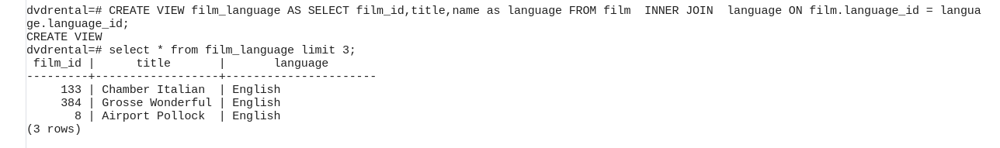 dvdrental=# CREATE VIEW film_language AS SELECT film_id,title,name as language FROM film  INNER JOIN  language ON film.language_id = langua
ge.language_id;
CREATE VIEW
dvdrental=# select * from film_language limit 3;
 film_id |      title       |       language
---------+------------------+----------------------
     133 | Chamber Italian  | English
     384 | Grosse Wonderful | English
       8 | Airport Pollock  | English
(3 rows)